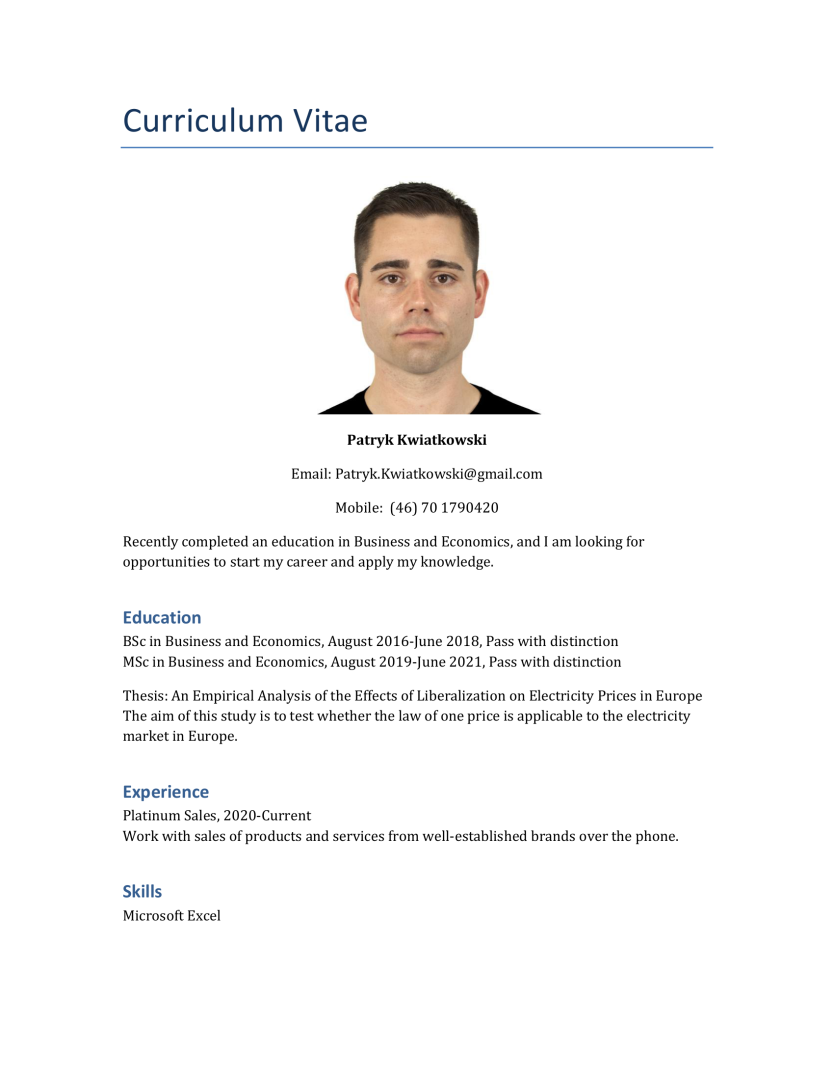 Curriculum Vitae
Patryk Kwiatkowski
Email: Patryk.Kwiatkowski@gmail.com
Mobile:  (46) 70 1790420
Recently completed an education in Business and Economics, and I am looking for
opportunities to start my career and apply my knowledge.
Education
BSc in Business and Economics, August 2016-June 2018, Pass with distinction
MSc in Business and Economics, August 2019-June 2021, Pass with distinction
Thesis: An Empirical Analysis of the Effects of Liberalization on Electricity Prices in Europe
The aim of this study is to test whether the law of one price is applicable to the electricity
market in Europe.
Experience
Platinum Sales, 2020-Current
Work with sales of products and services from well-established brands over the phone.
Skills
Microsoft Excel